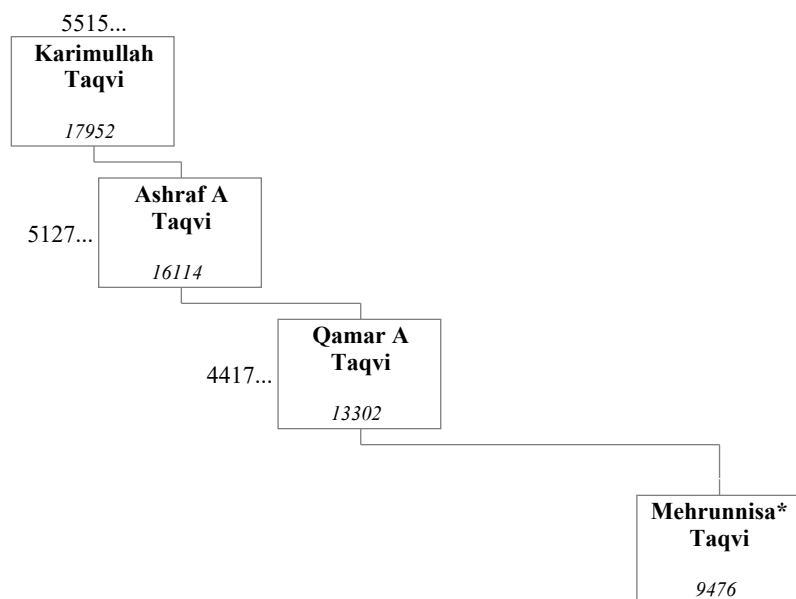 5515...
Karimullah
Taqvi
17952
Ashraf A
Taqvi
5127...
16114
Qamar A
Taqvi
4417...
13302
Mehrunnisa*
Taqvi
9476